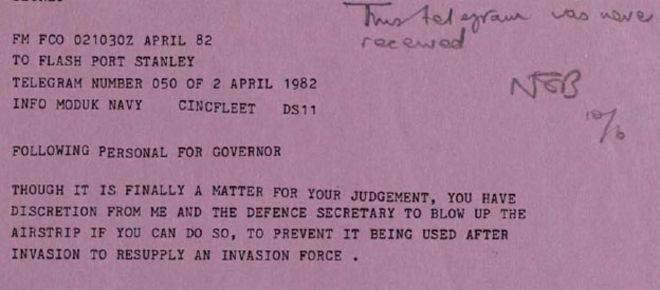 This telegram was never
received
FM FCO 021030Z APRIL 82
TO FLASH PORT STANLEY
TELEGRAM NUMBER 050 OF 2 APRIL 1982
INFO MODUK NAVY CINCFLEET DS11
NFB
10/6
FOLLOWING PERSONAL FOR GOVERNOR
THOUGH IT IS FINALLY A MATTER FOR YOUR JUDGEMENT, YOU HAVE
DISCRETION FROM ME AND THE DEFENCE SECRETARY TO BLOW UP THE
AIRSTRIP IF YOU CAN DO SO, TO PREVENT IT BEING USED AFTER
INVASION TO RESUPPLY AN INVASION FORCE .